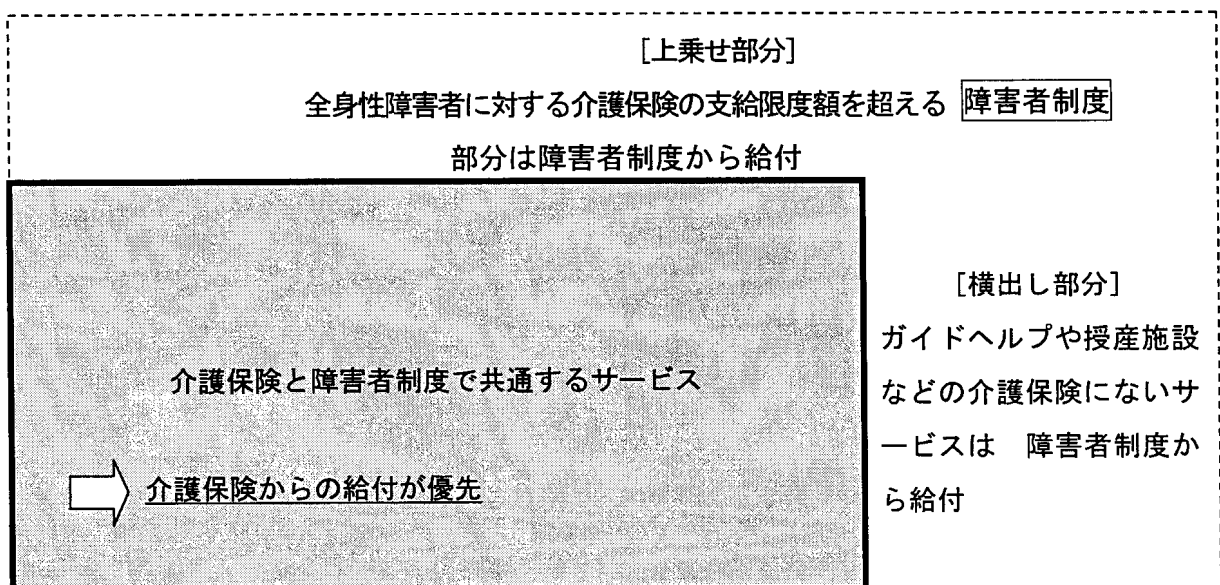 [上乗せ部分]
全身性障害者に対する介護保険の支給限度額を超える 障害者制度
部分は障害者制度から給付
介護保険と障害者制度で共通するサービス
介護保険からの給付が優先
[横出し部分]
ガイドヘルプや授産施設
などの介護保険にないサ
ービスは　障害者制度か
ら給付